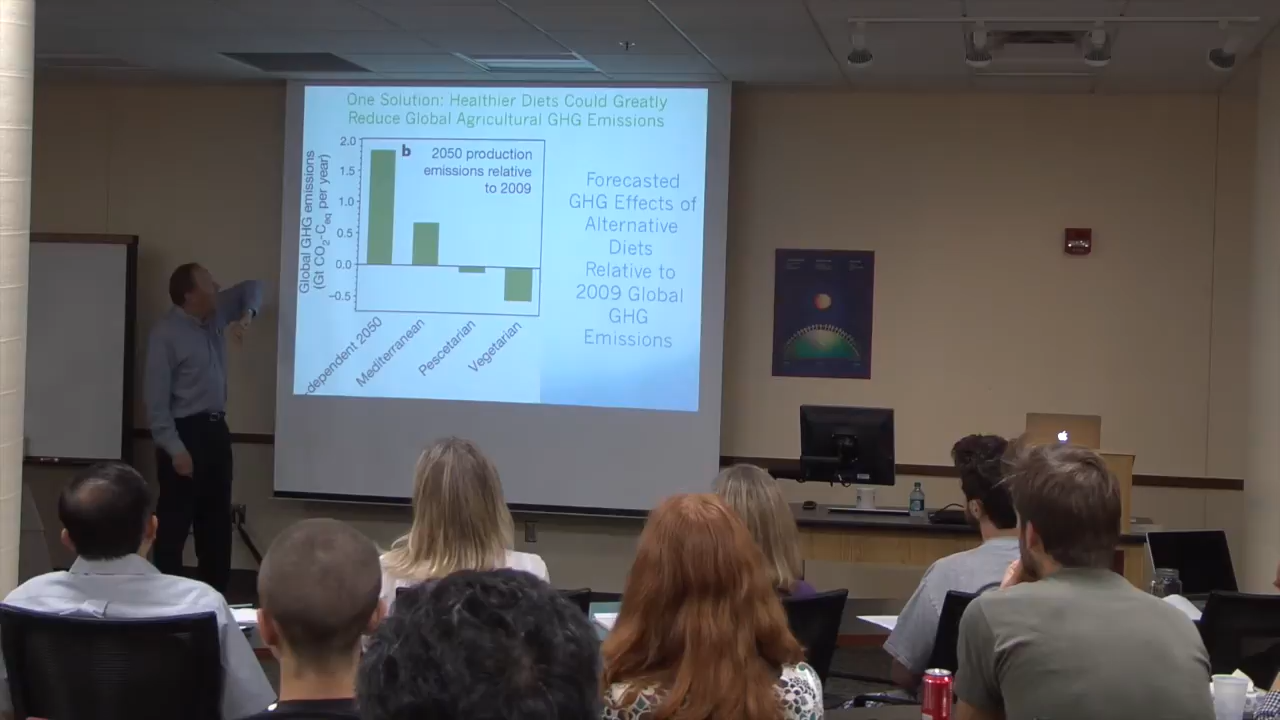 One Solution: Healthier Diets Could Greatly
Reduce Global Agricultural GHG Emissions
b
2050 production
emissions relative
to 2009
Global GHG emissions
(Gt CO2-Ceq per year)
2.0
1.5
1.0
0.5
0.0
−0.5
dependent 2050
Mediterranean
Pescetarian
Vegetarian
Forecasted
GHG Effects of
Alternative
Diets
Relative to
2009 Global
GHG
Emissions